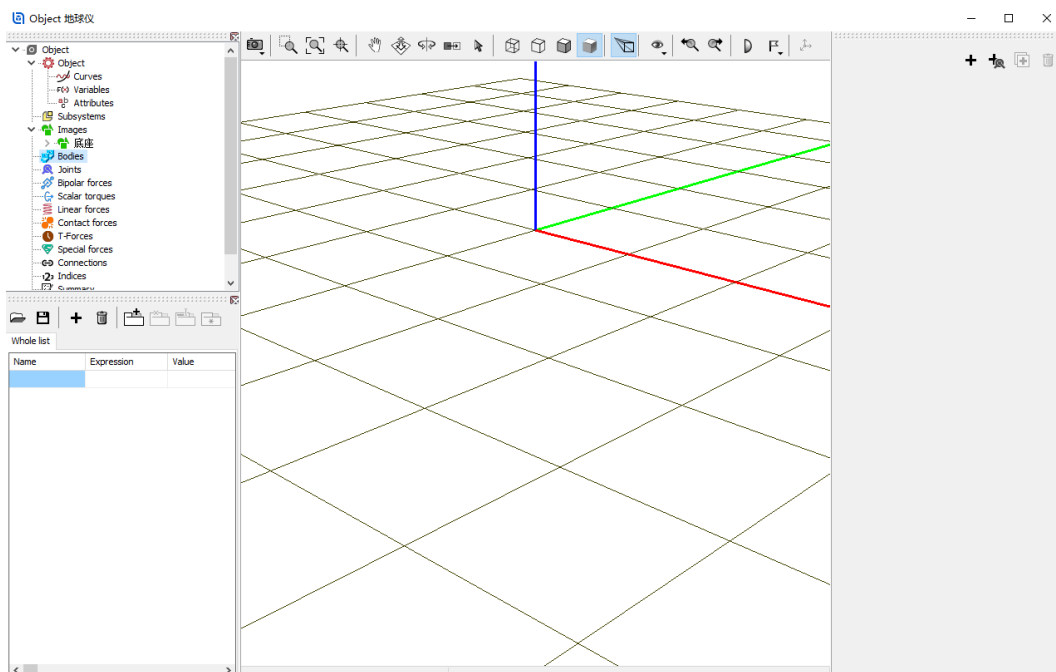 Object 地球仪
Object
Object
Curves
F(x) Variables
Attributes
Subsystems
Images
底座
Bodies
Joints
Bipolar forces
Scalar torques
Linear forces
Contact forces
T-Forces
Special forces
Connections
Indices
Summary
Whole list
Name Expression Value